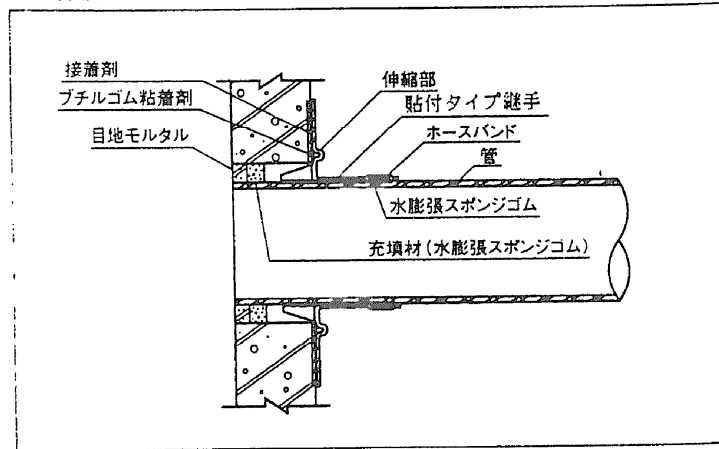 接着剤
ブチルゴム粘着剤
目地モルタル
伸縮部
貼付タイプ継手
ホースバンド
管
水膨張スポンジゴム
充填材(水膨張スポンジゴム)